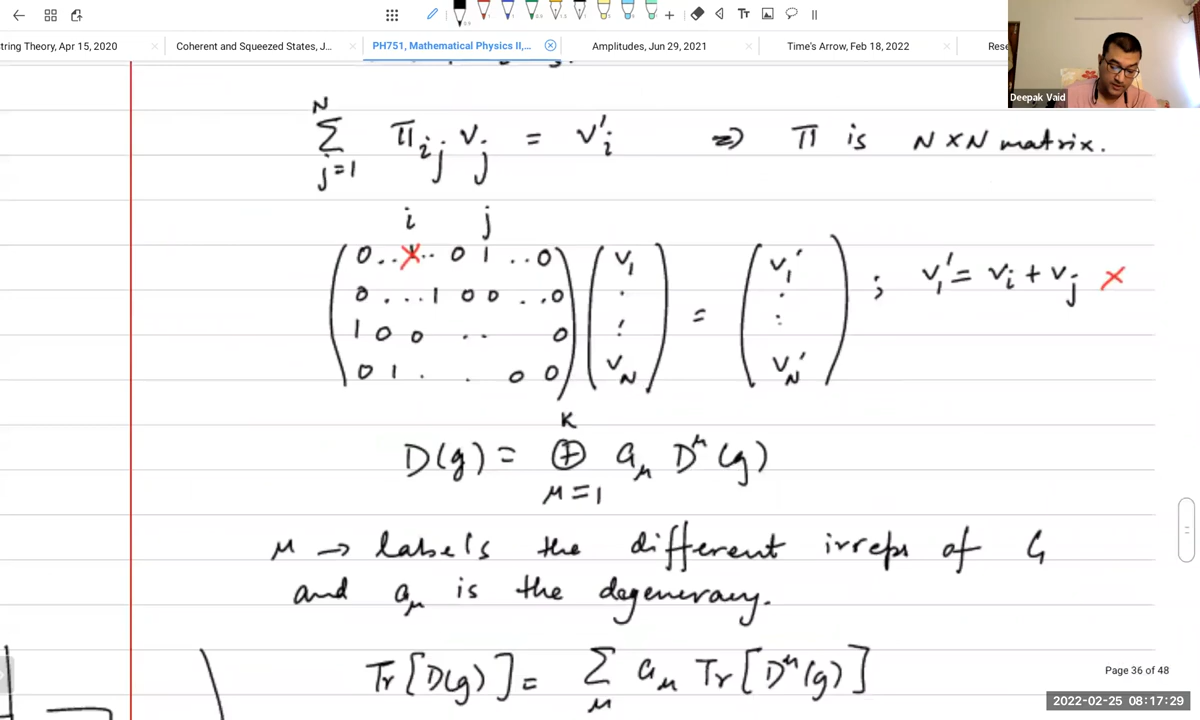 tring Theory, Apr 15, 2020 Coherent and Squeezed States, J... PH751, Mathematical Physics II,... Amplitudes, Jun 29, 2021 Time's Arrow, Feb 18, 2022 Rese
Deepak Vaid
N
Σ π_ij v_j = v'_i ⇒ π is N×N matrix.
j=1
i j
0 . . 1 . . 0 1 . . 0 v_1 v_1'
0 . . . 1 0 0 . . 0 . : ; v_1' = v_i + v_j ×
1 0 0 . . 0 : = :
0 1 . . 0 0 v_N v_N'
K
D(g) = ⊕ a_μ D^μ(g)
μ=1
μ → labels the different irreps of G
and a_μ is the degeneracy.
Tr[D(g)] = Σ a_μ Tr[D^μ(g)]
μ
Page 36 of 48
2022-02-25 08:17:29